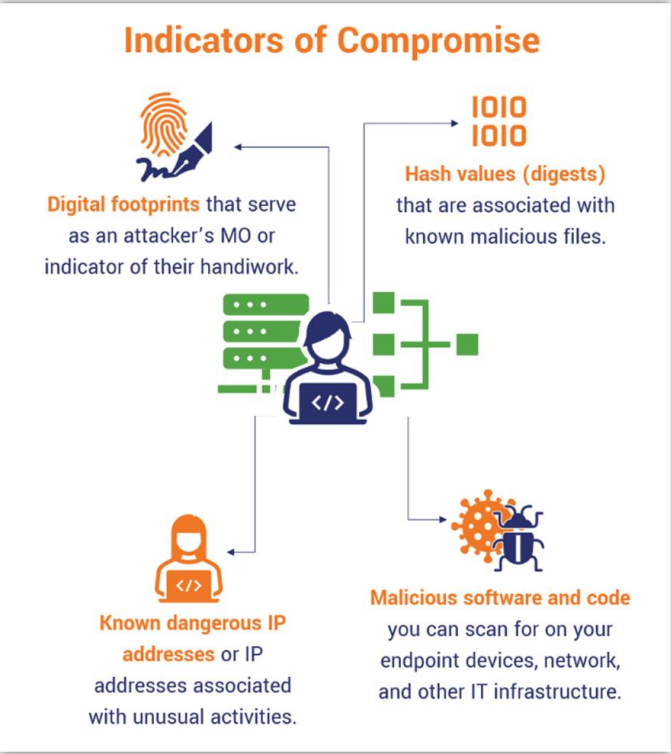 Indicators of Compromise
1010
1010
Digital footprints that serve
as an attacker's MO or
indicator of their handiwork.
Hash values (digests)
that are associated with
known malicious files.
</>
</>
Known dangerous IP
addresses or IP
addresses associated
with unusual activities.
Malicious software and code
you can scan for on your
endpoint devices, network,
and other IT infrastructure.